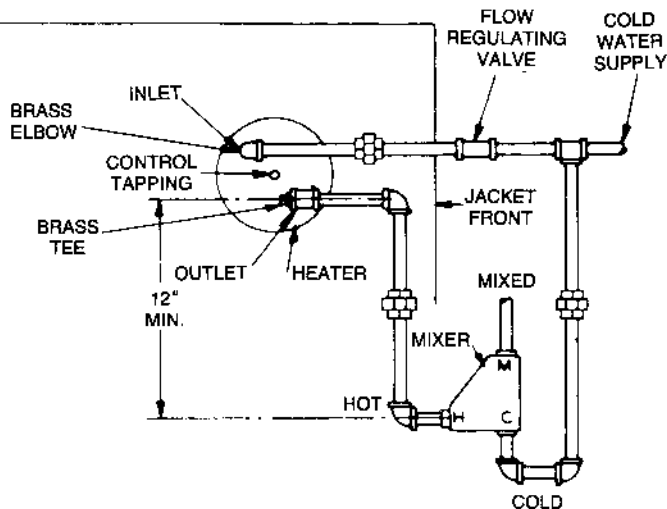 FLOW
REGULATING
VALVE
COLD
WATER
SUPPLY
INLET
BRASS
ELBOW
CONTROL
TAPPING
BRASS
TEE
OUTLET
HEATER
JACKET
FRONT
12"
MIN.
MIXED
MIXER
M
HOT
H
C
COLD